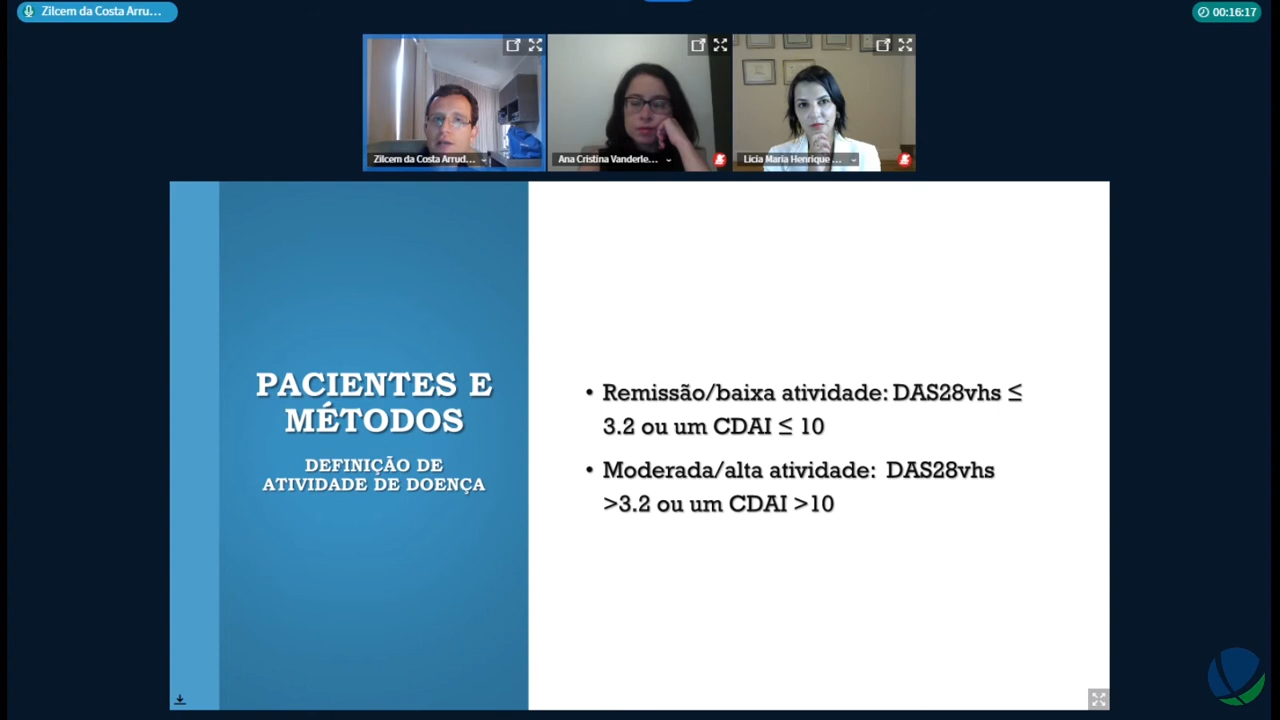 Zilcem da Costa Arru...
00:16:17
Zilcem da Costa Arrud...
Ana Cristina Vanderle...
Licia Maria Henrique ...
PACIENTES E
MÉTODOS
DEFINIÇÃO DE
ATIVIDADE DE DOENÇA
• Remissão/baixa atividade: DAS28vhs ≤
3.2 ou um CDAI ≤ 10
• Moderada/alta atividade: DAS28vhs
>3.2 ou um CDAI >10